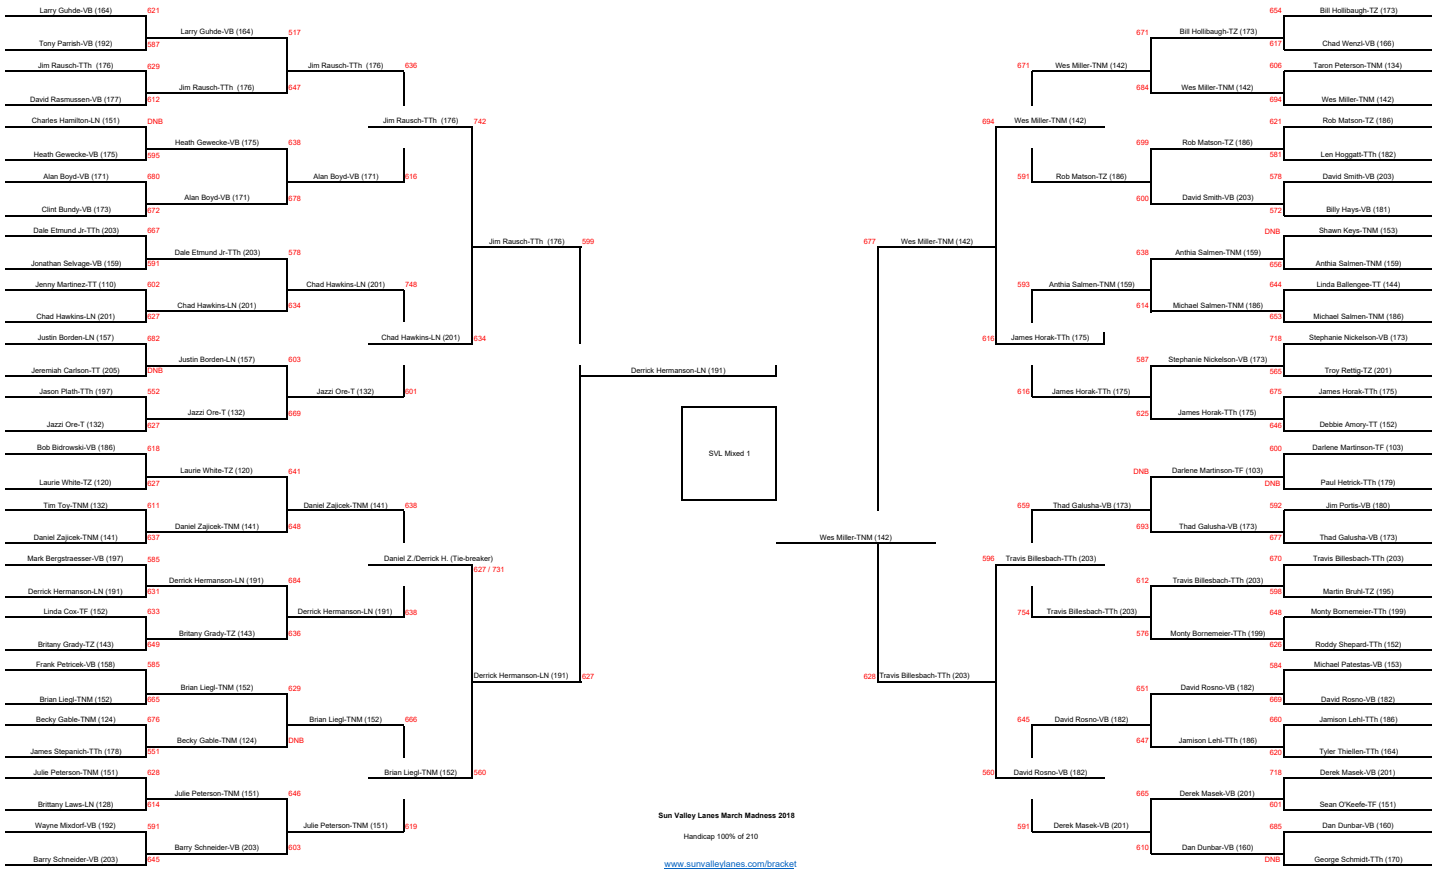 Larry Guhde-VB (164) 621
Tony Parrish-VB (192) 587
Jim Rausch-TTh (176) 629
David Rasmussen-VB (177) 612
Charles Hamilton-LN (151) DNB
Heath Gewecke-VB (175) 595
Alan Boyd-VB (171) 680
Clint Bundy-VB (173) 672
Dale Etmund Jr-TTh (203) 667
Jonathan Selvage-VB (159) 591
Jenny Martinez-TT (110) 602
Chad Hawkins-LN (201) 627
Justin Borden-LN (157) 682
Jeremiah Carlson-TT (205) DNB
Jason Plath-TTh (197) 552
Jazzi Ore-T (132) 627
Bob Bidrowski-VB (186) 618
Laurie White-TZ (120) 627
Tim Toy-TNM (132) 611
Daniel Zajicek-TNM (141) 637
Mark Bergstraesser-VB (197) 585
Derrick Hermanson-LN (191) 631
Linda Cox-TF (152) 633
Britany Grady-TZ (143) 649
Frank Petricek-VB (158) 585
Brian Liegl-TNM (152) 665
Becky Gable-TNM (124) 676
James Stepanich-TTh (178) 551
Julie Peterson-TNM (151) 628
Brittany Laws-LN (128) 614
Wayne Mixdorf-VB (192) 591
Barry Schneider-VB (203) 645
Larry Guhde-VB (164) 517
Jim Rausch-TTh (176) 647
Heath Gewecke-VB (175) 638
Alan Boyd-VB (171) 678
Dale Etmund Jr-TTh (203) 578
Chad Hawkins-LN (201) 634
Justin Borden-LN (157) 603
Jazzi Ore-T (132) 669
Laurie White-TZ (120) 641
Daniel Zajicek-TNM (141) 648
Derrick Hermanson-LN (191) 684
Britany Grady-TZ (143) 636
Brian Liegl-TNM (152) 629
Becky Gable-TNM (124) DNB
Julie Peterson-TNM (151) 646
Barry Schneider-VB (203) 603
Jim Rausch-TTh (176) 636
Alan Boyd-VB (171) 616
Chad Hawkins-LN (201) 748
Jazzi Ore-T (132) 601
Daniel Zajicek-TNM (141) 638
Derrick Hermanson-LN (191) 638
Brian Liegl-TNM (152) 666
Julie Peterson-TNM (151) 619
Jim Rausch-TTh (176) 742
Chad Hawkins-LN (201) 634
Daniel Z./Derrick H. (Tie-breaker)
627 / 731
Brian Liegl-TNM (152) 560
Jim Rausch-TTh (176) 599
Derrick Hermanson-LN (191) 627
Derrick Hermanson-LN (191)
SVL Mixed 1
Wes Miller-TNM (142)
Sun Valley Lanes March Madness 2018
Handicap 100% of 210
www.sunvalleylanes.com/bracket
677 Wes Miller-TNM (142)
628 Travis Billesbach-TTh (203)
694 Wes Miller-TNM (142)
616 James Horak-TTh (175)
596 Travis Billesbach-TTh (203)
560 David Rosno-VB (182)
671 Wes Miller-TNM (142)
591 Rob Matson-TZ (186)
593 Anthia Salmen-TNM (159)
616 James Horak-TTh (175)
659 Thad Galusha-VB (173)
754 Travis Billesbach-TTh (203)
645 David Rosno-VB (182)
591 Derek Masek-VB (201)
671 Bill Hollibaugh-TZ (173)
684 Wes Miller-TNM (142)
699 Rob Matson-TZ (186)
600 David Smith-VB (203)
638 Anthia Salmen-TNM (159)
614 Michael Salmen-TNM (186)
587 Stephanie Nickelson-VB (173)
625 James Horak-TTh (175)
DNB Darlene Martinson-TF (103)
693 Thad Galusha-VB (173)
612 Travis Billesbach-TTh (203)
576 Monty Bornemeier-TTh (199)
651 David Rosno-VB (182)
647 Jamison Lehl-TTh (186)
665 Derek Masek-VB (201)
610 Dan Dunbar-VB (160)
654 Bill Hollibaugh-TZ (173)
617 Chad Wenzl-VB (166)
606 Taron Peterson-TNM (134)
694 Wes Miller-TNM (142)
621 Rob Matson-TZ (186)
581 Len Hoggatt-TTh (182)
578 David Smith-VB (203)
572 Billy Hays-VB (181)
DNB Shawn Keys-TNM (153)
656 Anthia Salmen-TNM (159)
644 Linda Ballengee-TT (144)
653 Michael Salmen-TNM (186)
718 Stephanie Nickelson-VB (173)
565 Troy Rettig-TZ (201)
675 James Horak-TTh (175)
646 Debbie Amory-TT (152)
600 Darlene Martinson-TF (103)
DNB Paul Hetrick-TTh (179)
592 Jim Portis-VB (180)
677 Thad Galusha-VB (173)
670 Travis Billesbach-TTh (203)
598 Martin Bruhl-TZ (195)
648 Monty Bornemeier-TTh (199)
626 Roddy Shepard-TTh (152)
584 Michael Patestas-VB (153)
669 David Rosno-VB (182)
660 Jamison Lehl-TTh (186)
620 Tyler Thiellen-TTh (164)
718 Derek Masek-VB (201)
601 Sean O'Keefe-TF (151)
685 Dan Dunbar-VB (160)
DNB George Schmidt-TTh (170)